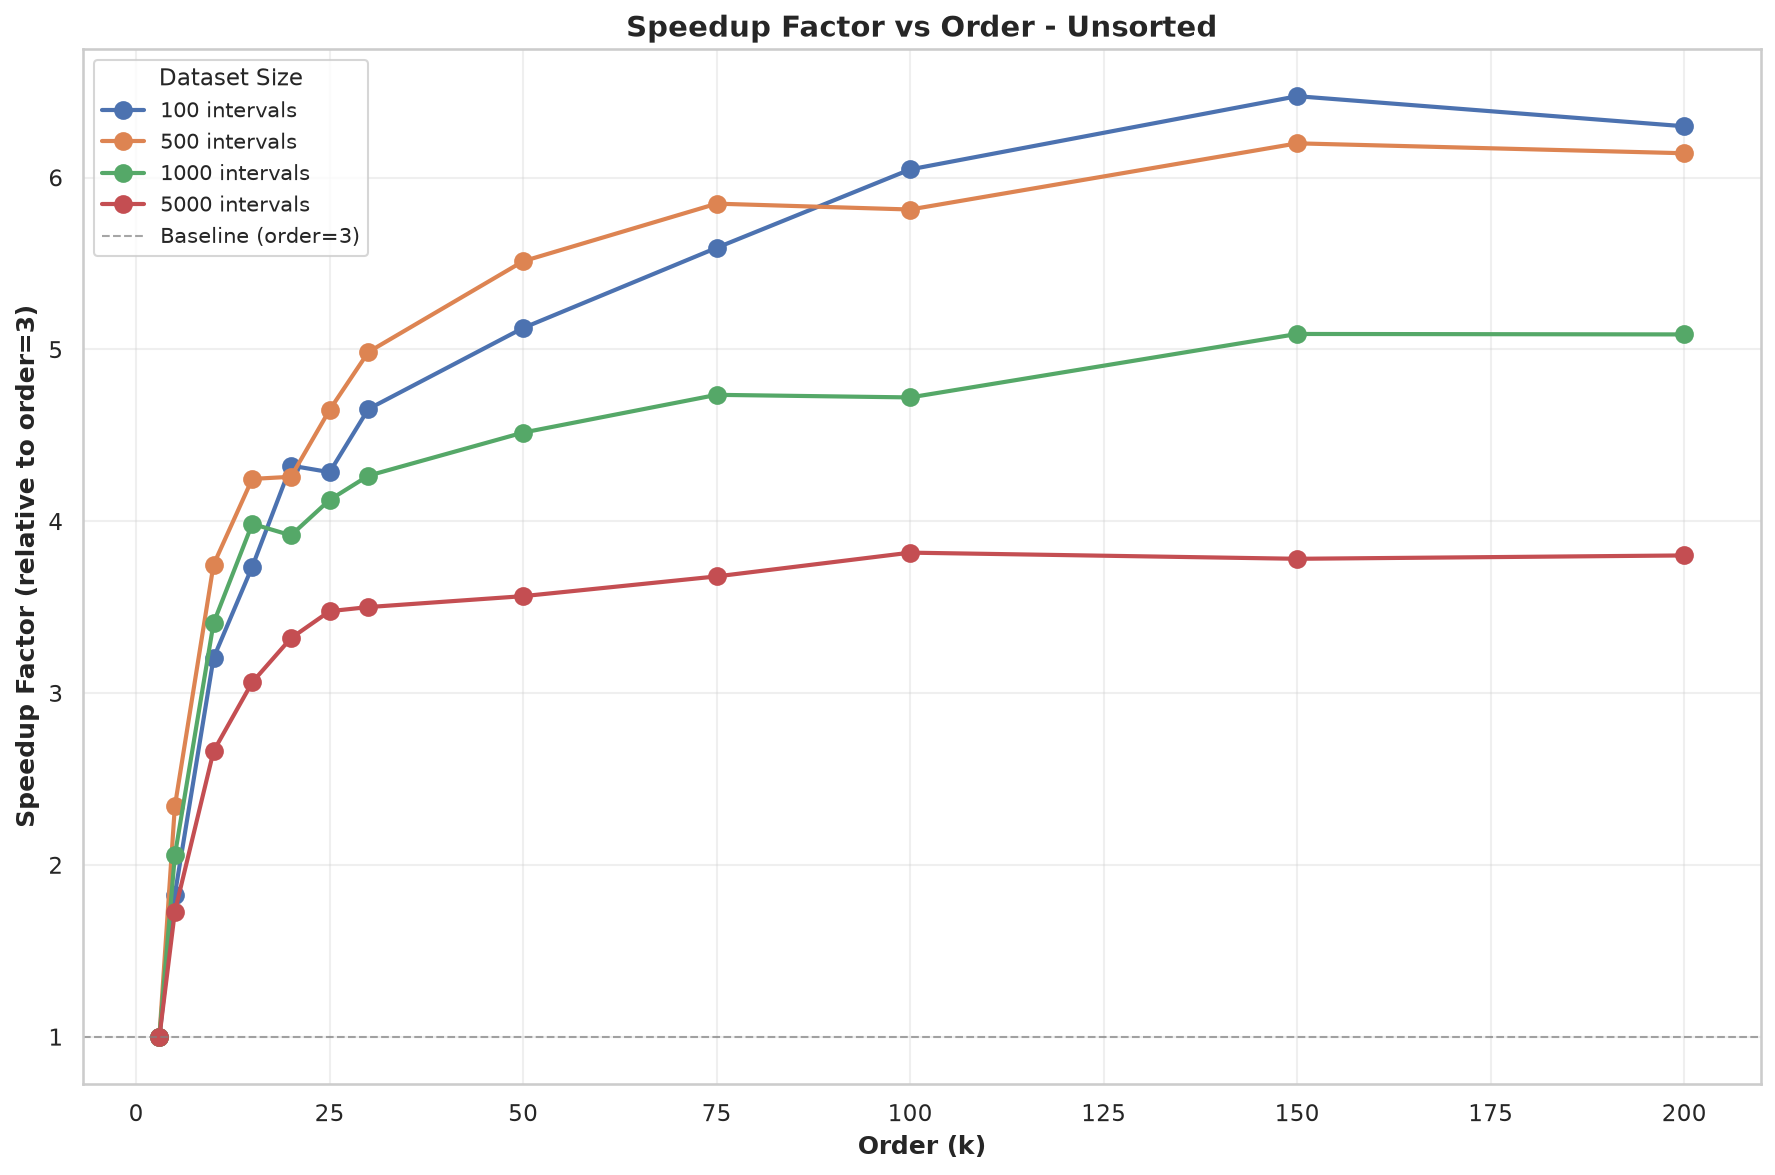 Speedup Factor vs Order - Unsorted
Dataset Size
100 intervals
500 intervals
1000 intervals
5000 intervals
Baseline (order=3)
Speedup Factor (relative to order=3)
6
5
4
3
2
1
0 25 50 75 100 125 150 175 200
Order (k)